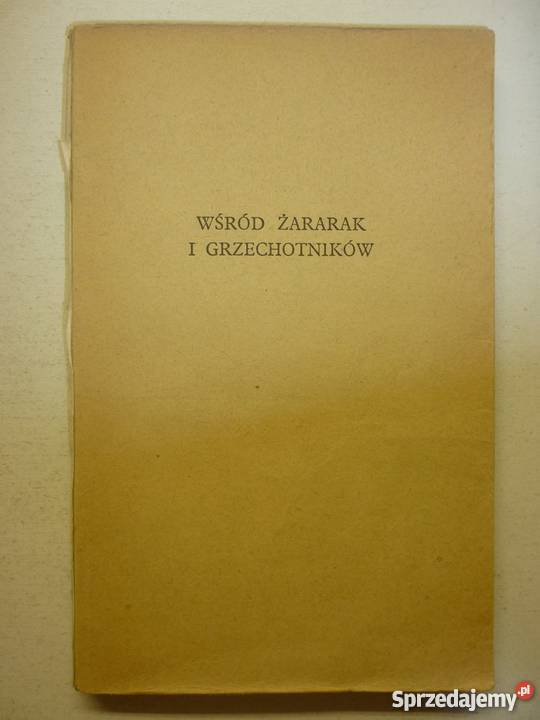 WŚRÓD ŻARARAK
I GRZECHOTNIKÓW
Sprzedajemy.pl